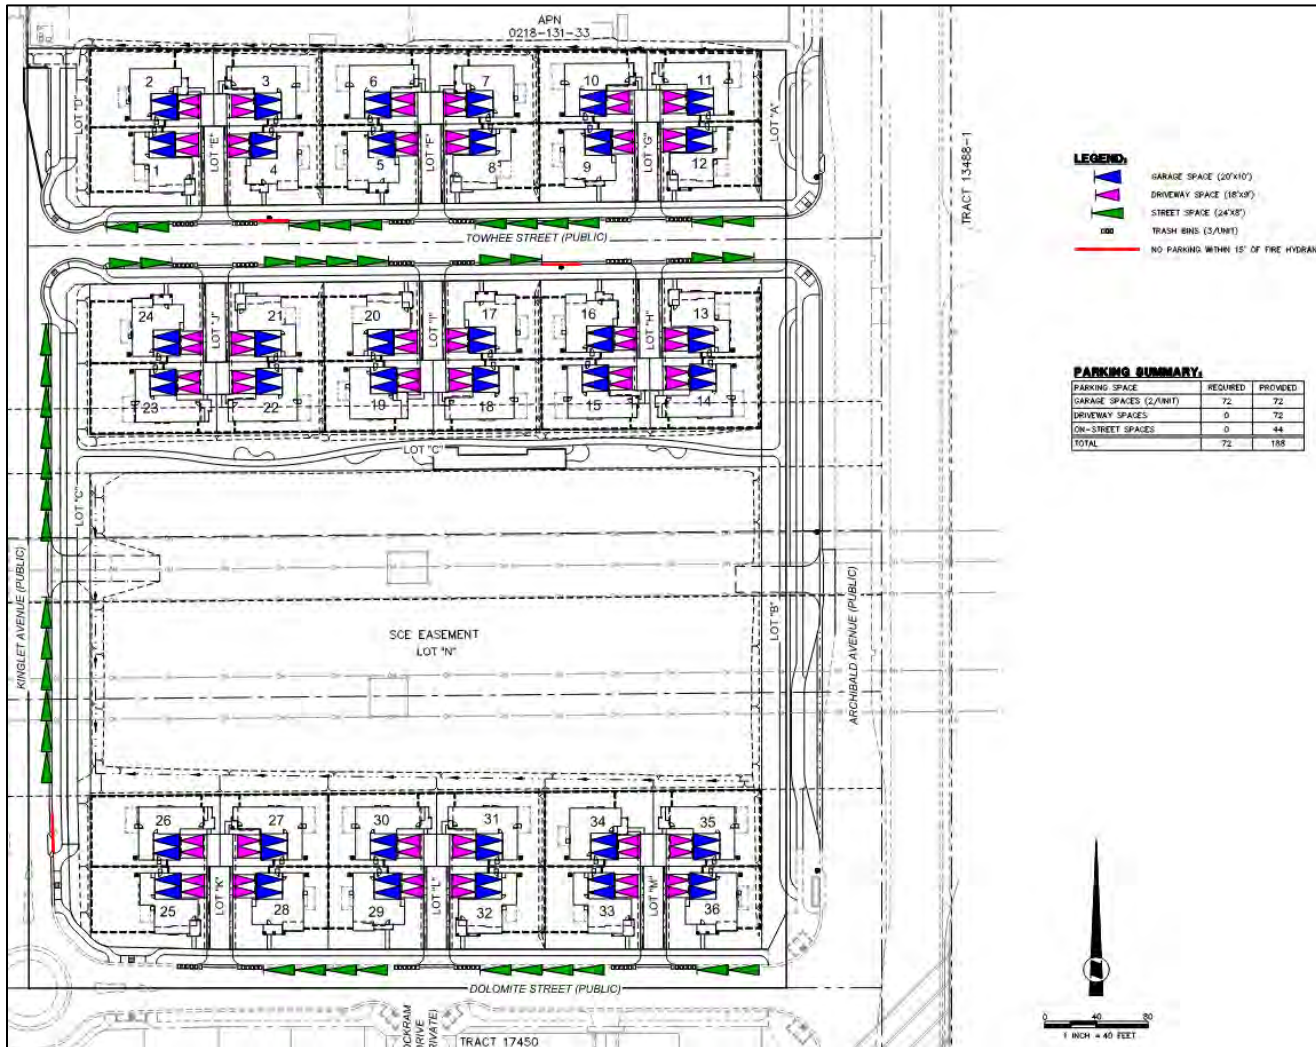 APN
0218-131-33
2
3
6
7
10
11
LOT "D"
LOT "E"
LOT "F"
LOT "G"
LOT "A"
1
4
5
8
9
12
TRACT 13488-1
TOWHEE STREET (PUBLIC)
24
21
20
17
16
13
LOT "J"
LOT "I"
LOT "H"
23
22
19
18
15
14
LOT "C"
LOT "C"
KINGLET AVENUE (PUBLIC)
SCE EASEMENT
LOT "N"
LOT "B"
ARCHIBALD AVENUE (PUBLIC)
26
27
30
31
34
35
LOT "K"
LOT "L"
LOT "M"
25
28
29
32
33
36
DOLOMITE STREET (PUBLIC)
DRIVE
TRACT 17450
LEGEND:
GARAGE SPACE (20'X10')
DRIVEWAY SPACE (18'X9')
STREET SPACE (24'X8')
TRASH BINS (3/UNIT)
NO PARKING WITHIN 15' OF FIRE HYDRAN
PARKING SUMMARY:
PARKING SPACE REQUIRED PROVIDED
GARAGE SPACES (2/UNIT) 72 72
DRIVEWAY SPACES 0 72
ON-STREET SPACES 0 44
TOTAL 72 188
0 40 80
1 INCH = 40 FEET